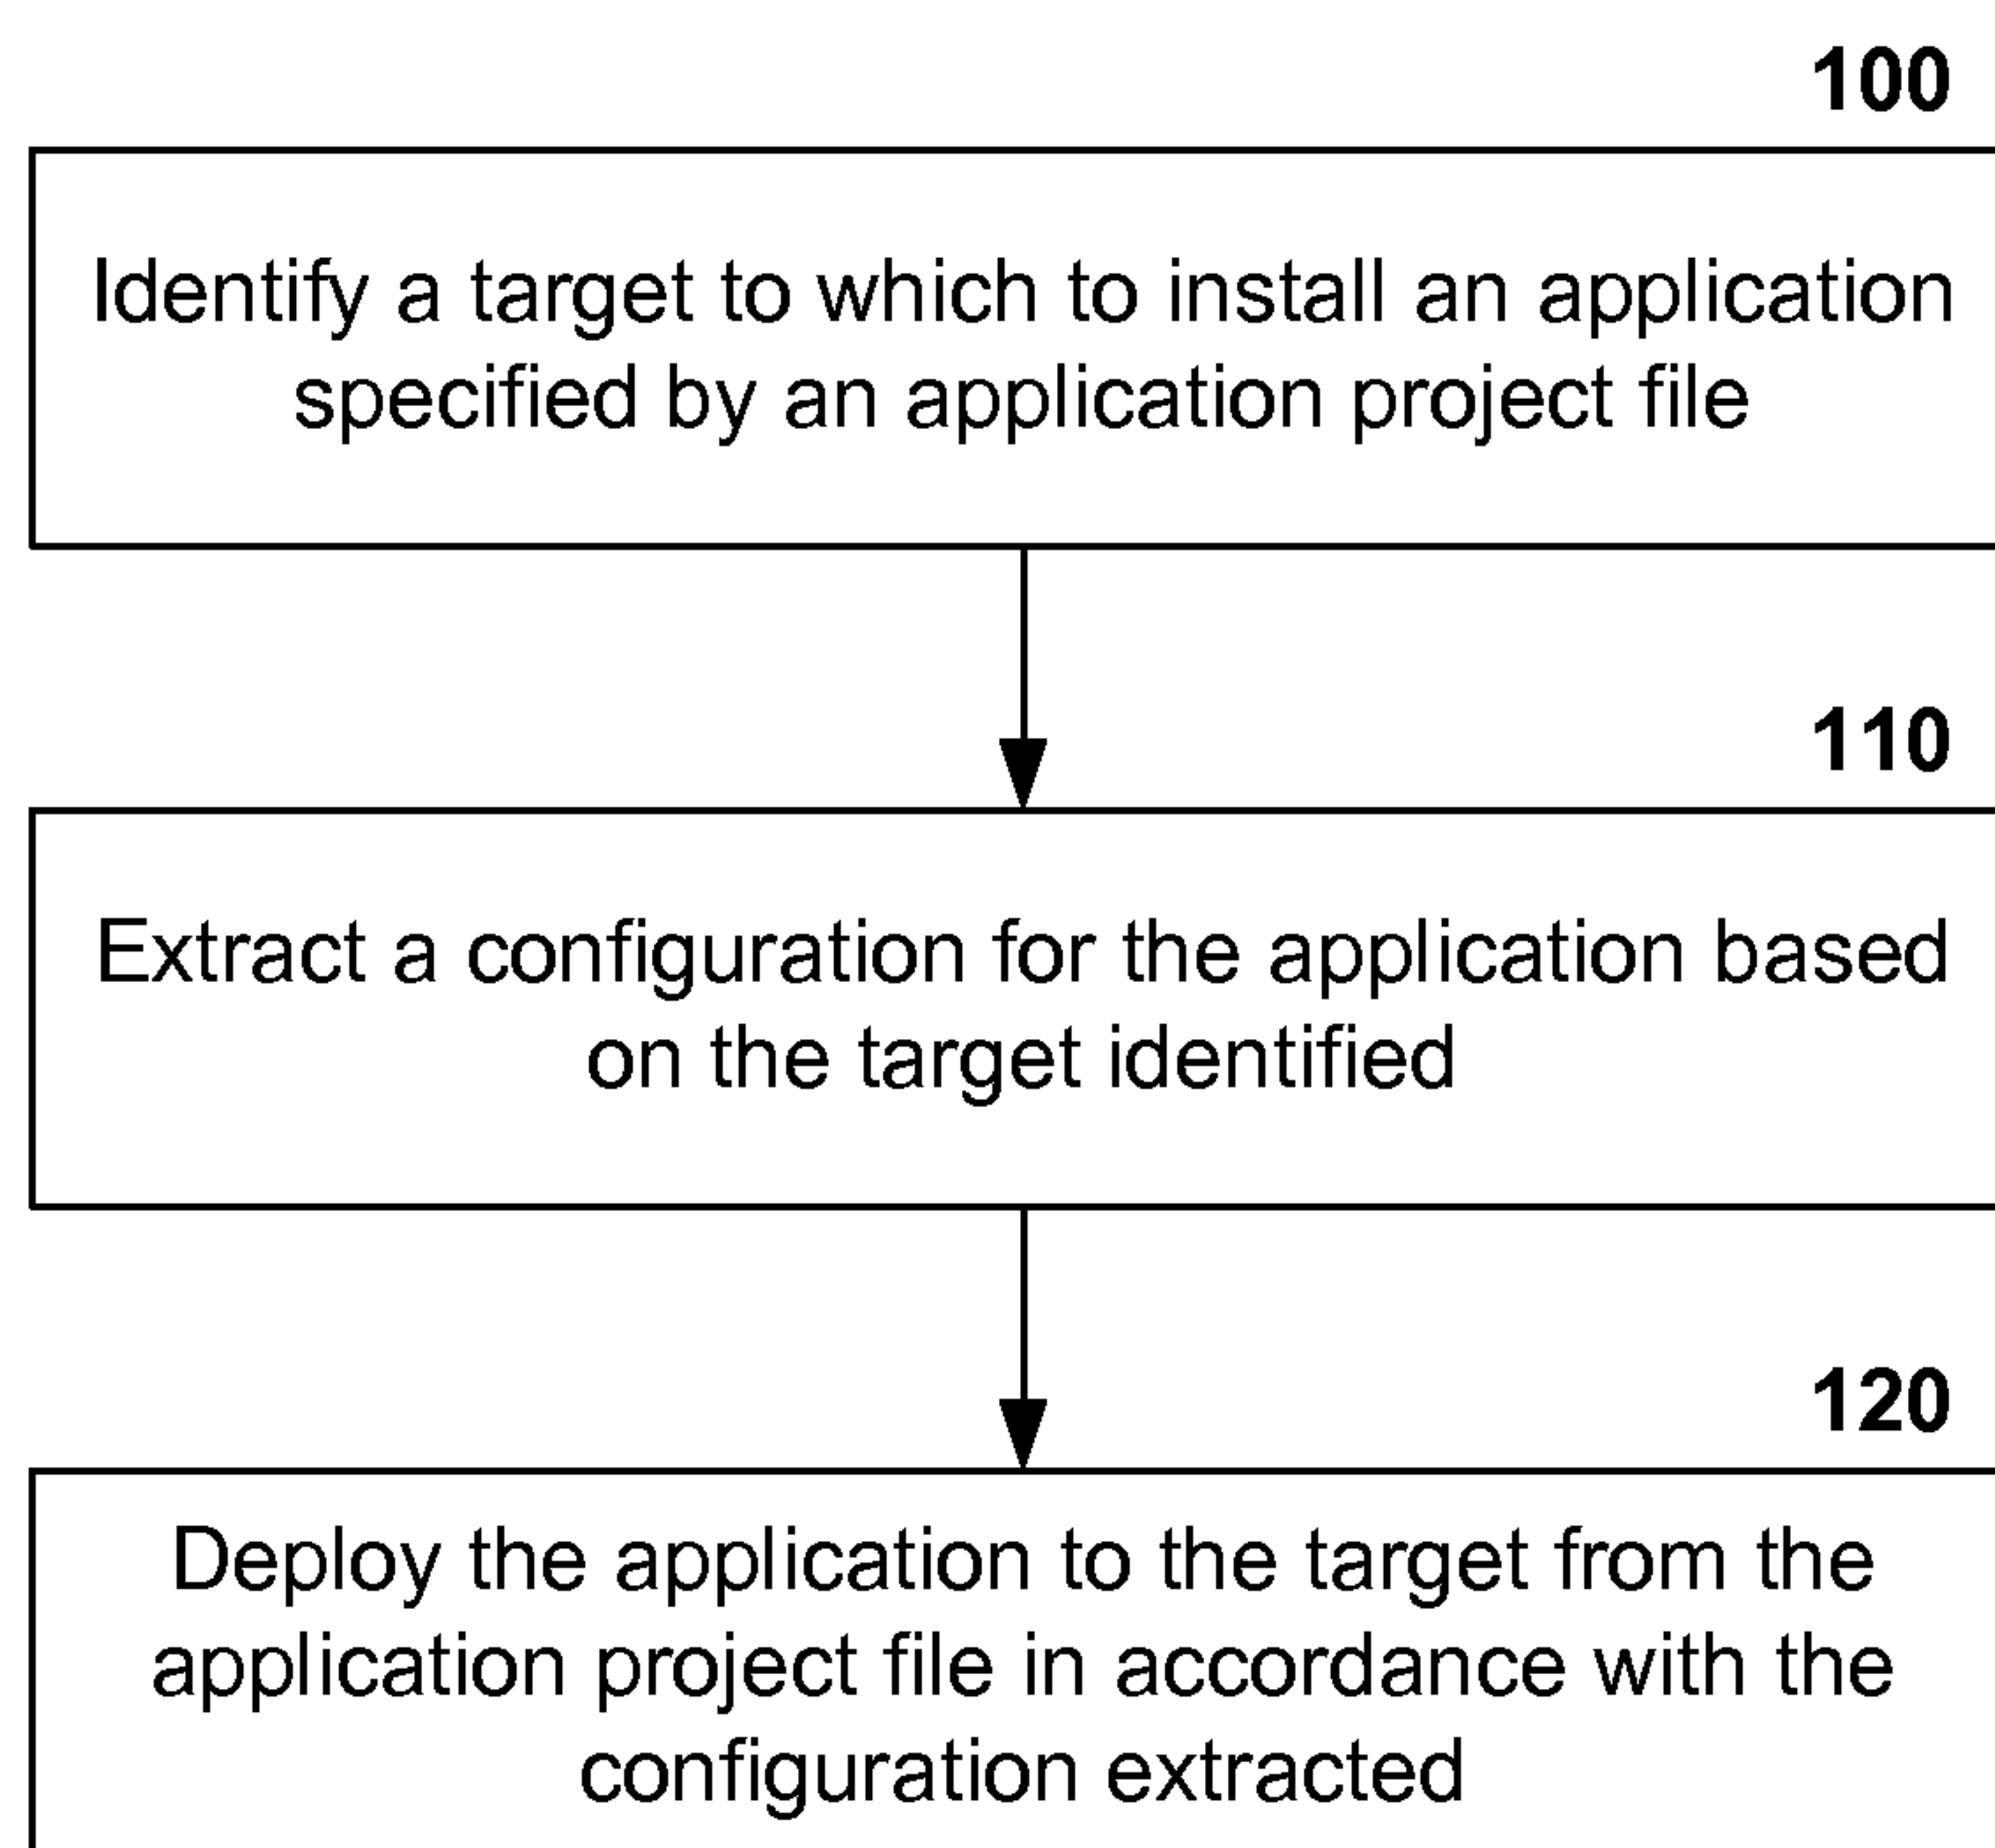 100
Identify a target to which to install an application
specified by an application project file
110
Extract a configuration for the application based
on the target identified
120
Deploy the application to the target from the
application project file in accordance with the
configuration extracted